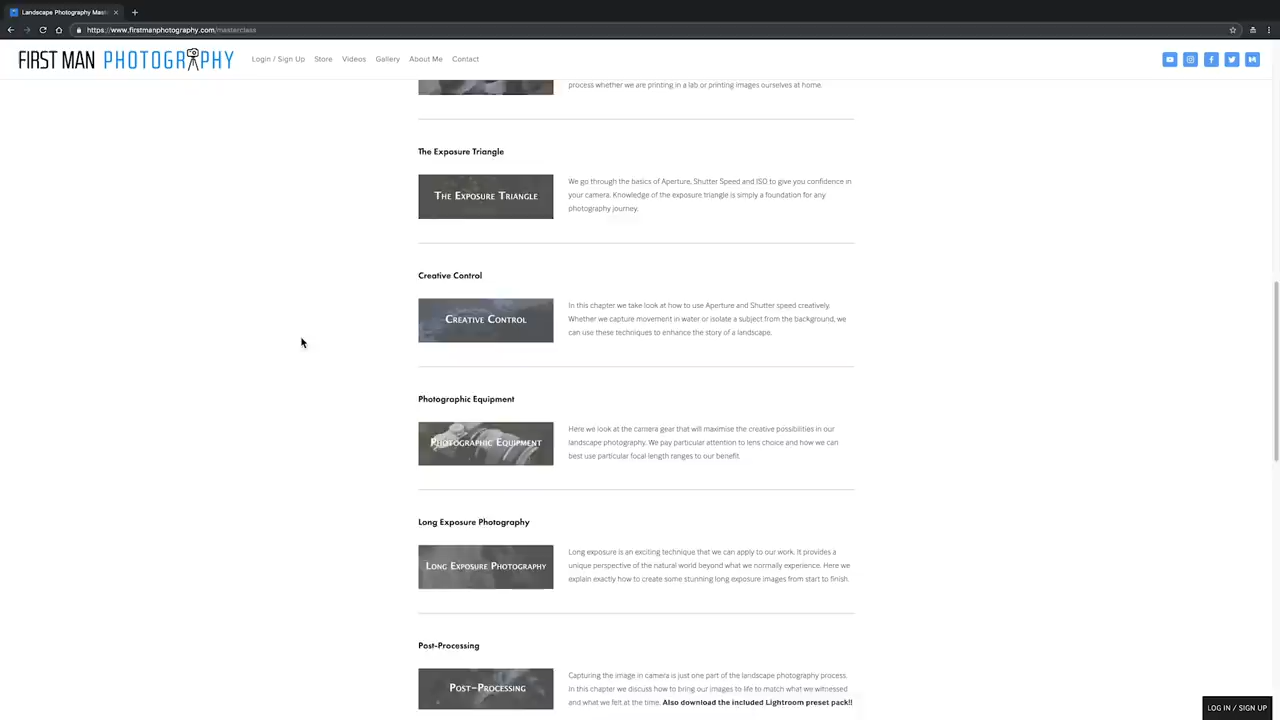 Landscape Photography Mast
https://www.firstmanphotography.com/masterclass
FIRST MAN PHOTOGRAPHY
Login / Sign Up Store Videos Gallery About Me Contact
process whether we are printing in a lab or printing images ourselves at home.
The Exposure Triangle
The Exposure Triangle
We go through the basics of Aperture, Shutter Speed and ISO to give you confidence in
your camera. Knowledge of the exposure triangle is simply a foundation for any
photography journey.
Creative Control
Creative Control
In this chapter we take look at how to use Aperture and Shutter speed creatively.
Whether we capture movement in water or isolate a subject from the background, we
can use these techniques to enhance the story of a landscape.
Photographic Equipment
Photographic Equipment
Here we look at the camera gear that will maximise the creative possibilities in our
landscape photography. We pay particular attention to lens choice and how we can
best use particular focal length ranges to our benefit.
Long Exposure Photography
Long Exposure Photography
Long exposure is an exciting technique that we can apply to our work. It provides a
unique perspective of the natural world beyond what we normally experience. Here we
explain exactly how to create some stunning long exposure images from start to finish.
Post-Processing
Post-Processing
Capturing the image in camera is just one part of the landscape photography process.
In this chapter we discuss how to bring our images to life to match what we witnessed
and what we felt at the time. Also download the included Lightroom preset pack!!
LOG IN / SIGN UP